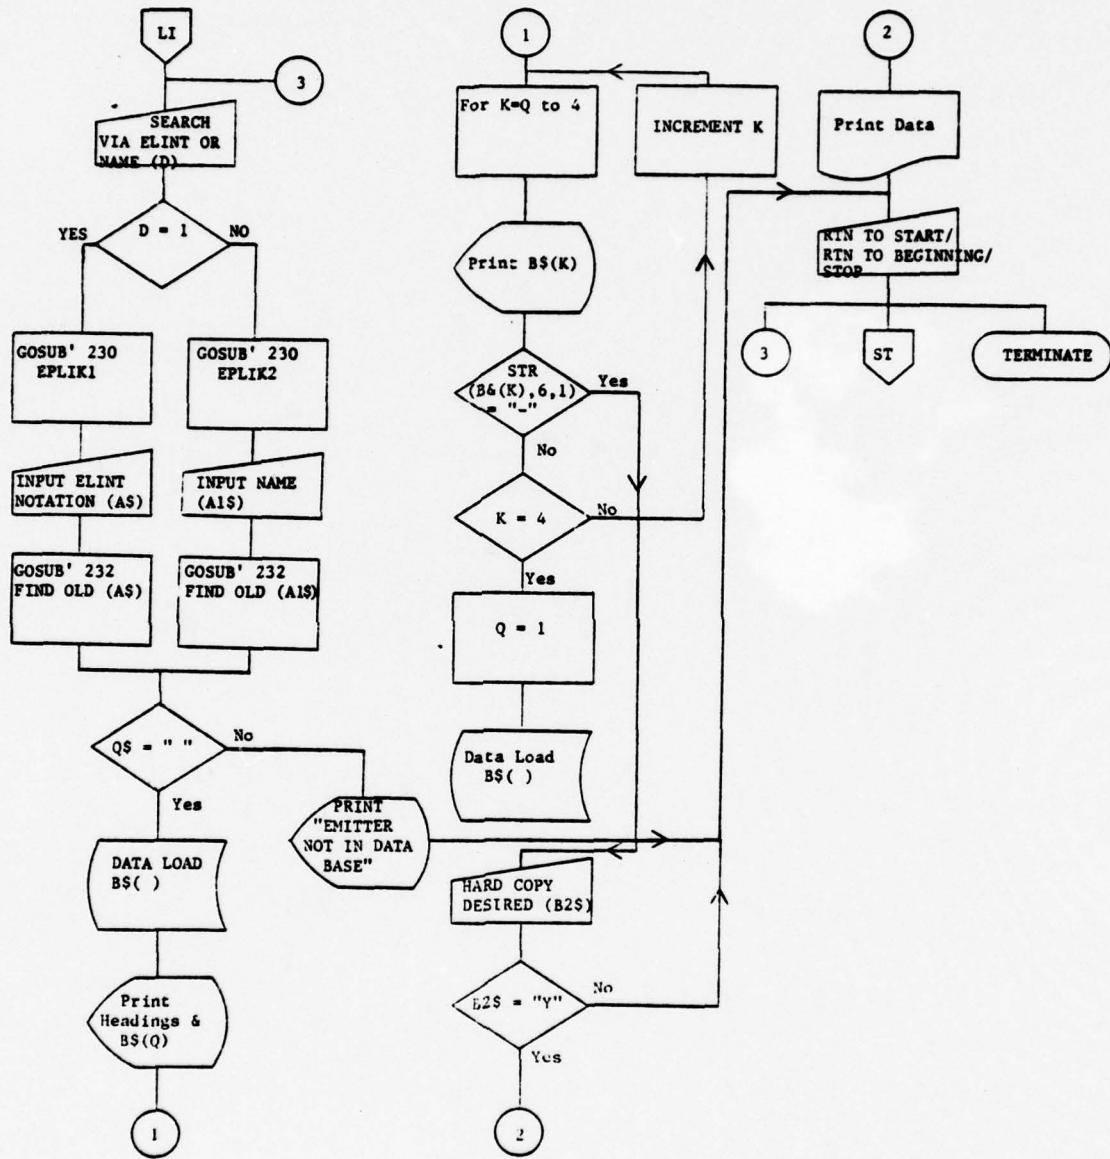 LI
3
SEARCH
VIA ELINT OR
NAME (D)
D = 1
YES
NO
GOSUB' 230
EPLIK1
GOSUB' 230
EPLIK2
INPUT ELINT
NOTATION (A$)
INPUT NAME
(A1$)
GOSUB' 232
FIND OLD (A$)
GOSUB' 232
FIND OLD (A1$)
Q$ = " "
No
Yes
PRINT
"EMITTER
NOT IN DATA
BASE"
DATA LOAD
B$( )
Print
Headings &
B$(Q)
1
1
For K=Q to 4
INCREMENT K
Print B$(K)
STR
(B&(K),6,1)
= "-"
Yes
No
K = 4
No
Yes
Q = 1
Data Load
B$( )
HARD COPY
DESIRED (B2$)
B2$ = "Y"
No
Yes
2
2
Print Data
RTN TO START/
RTN TO BEGINNING/
STOP
3
ST
TERMINATE